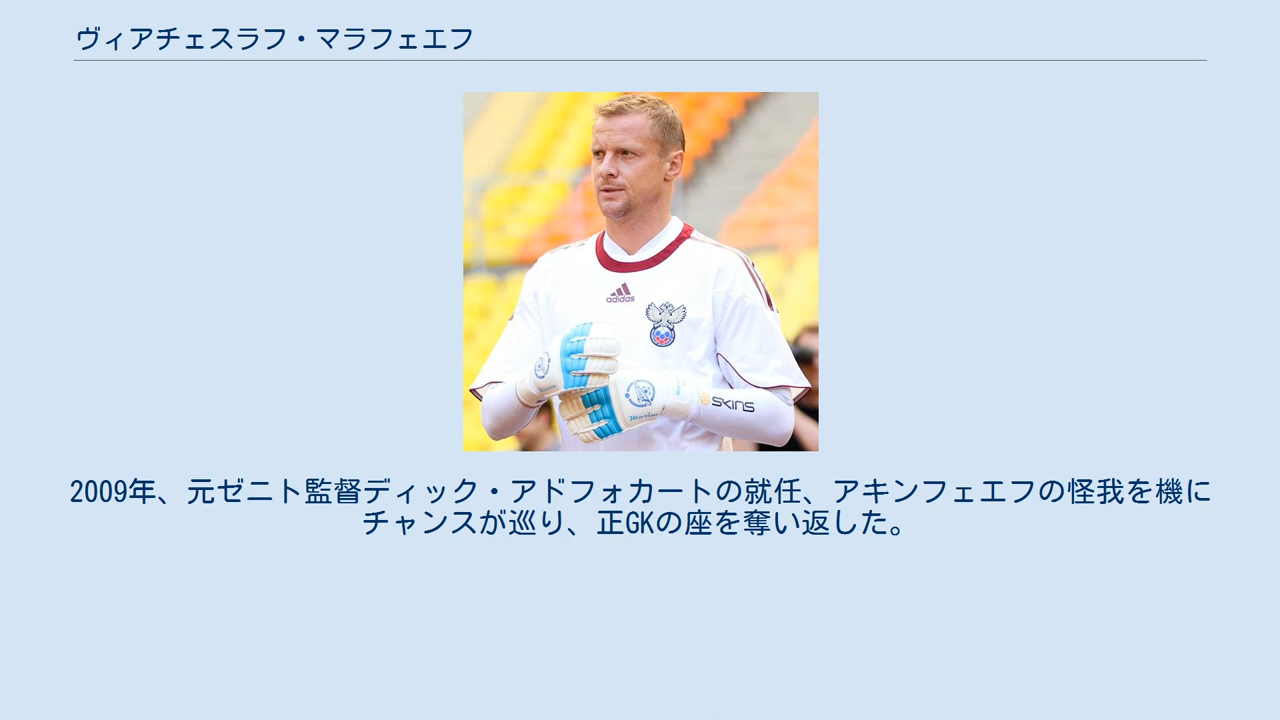 ヴィアチェスラフ・マラフェエフ
adidas
SKINS
2009年、元ゼニト監督ディック・アドフォカートの就任、アキンフェエフの怪我を機に
チャンスが巡り、正GKの座を奪い返した。